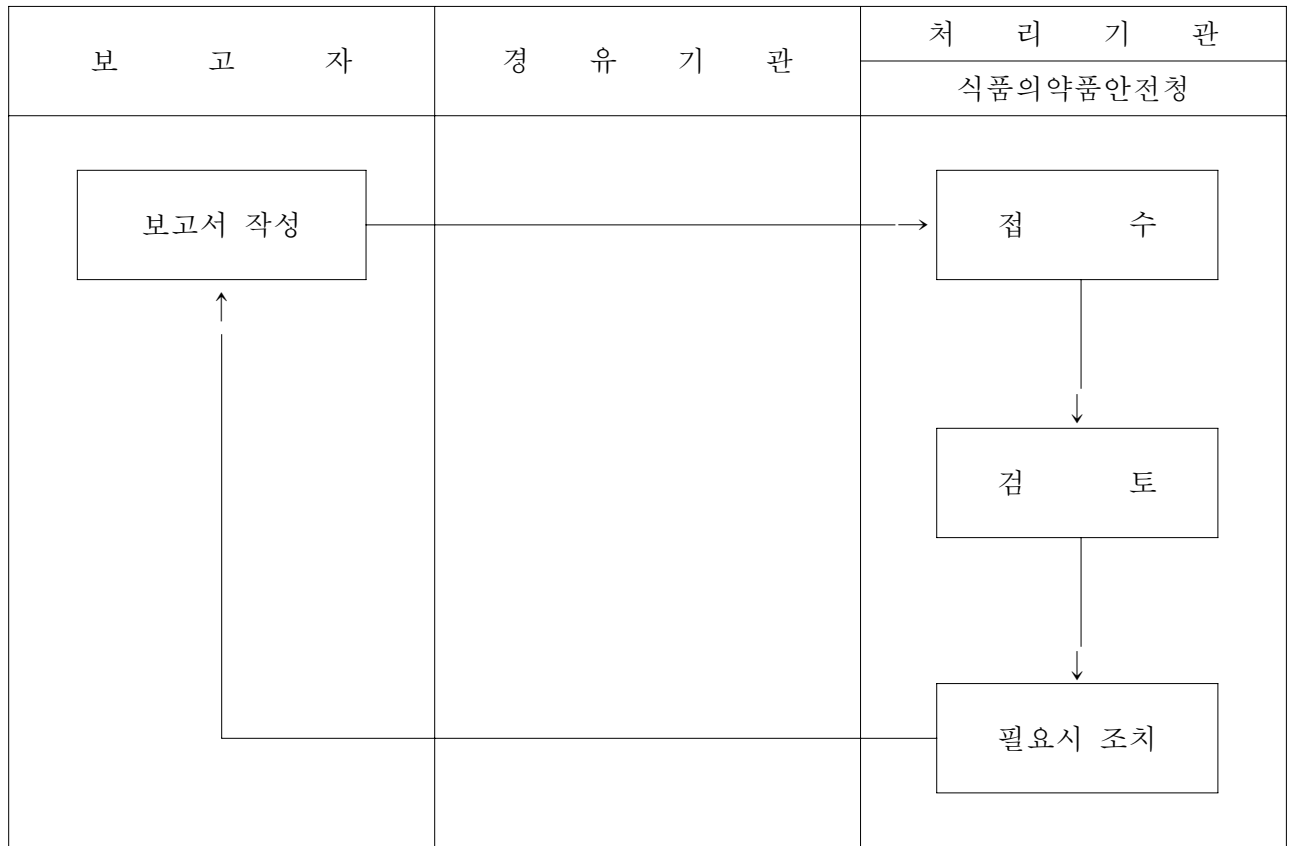 보 고 자
경 유 기 관
처 리 기 관
식품의약품안전청
보고서 작성
접 수
검 토
필요시 조치